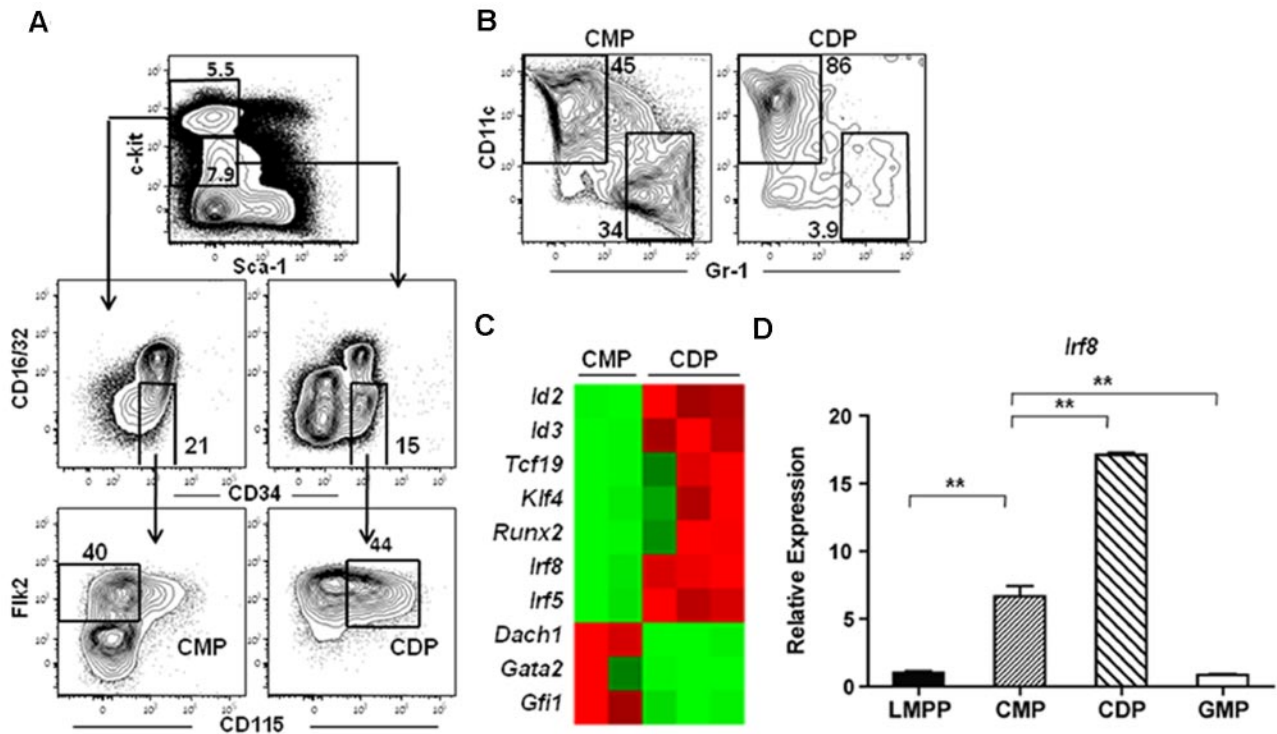 A
5.5
c-kit
7.9
Sca-1
CD16/32
21
15
CD34
40
44
Flk2
CMP
CDP
CD115
B
CMP
CDP
45
86
CD11c
34
3.9
Gr-1
C
CMP
CDP
Id2
Id3
Tcf19
Klf4
Runx2
Irf8
Irf5
Dach1
Gata2
Gfi1
D
Irf8
**
**
**
20
15
10
5
0
Relative Expression
LMPP
CMP
CDP
GMP